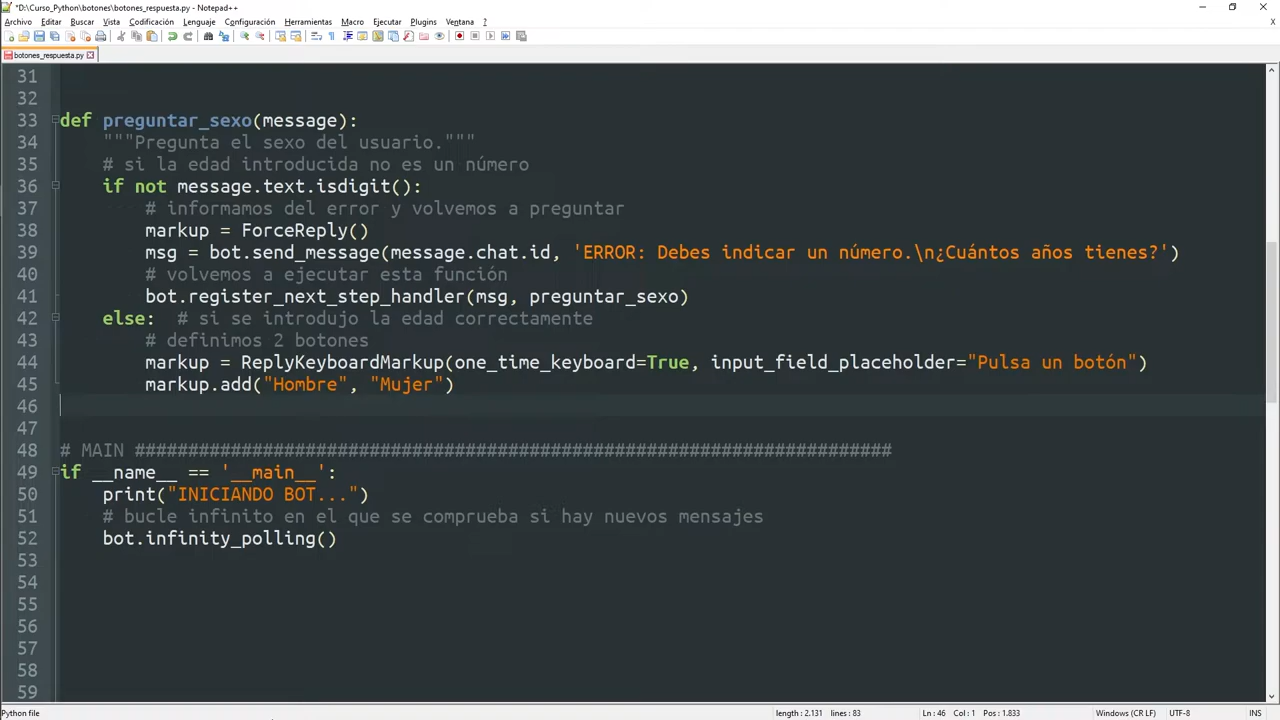 *D:\Curso_Python\botones\botones_respuesta.py - Notepad++
Archivo Editar Buscar Vista Codificación Lenguaje Configuración Herramientas Macro Ejecutar Plugins Ventana ?
botones_respuesta.py
31
32
33 def preguntar_sexo(message):
34 """Pregunta el sexo del usuario."""
35 # si la edad introducida no es un número
36 if not message.text.isdigit():
37 # informamos del error y volvemos a preguntar
38 markup = ForceReply()
39 msg = bot.send_message(message.chat.id, 'ERROR: Debes indicar un número.\n¿Cuántos años tienes?')
40 # volvemos a ejecutar esta función
41 bot.register_next_step_handler(msg, preguntar_sexo)
42 else:  # si se introdujo la edad correctamente
43 # definimos 2 botones
44 markup = ReplyKeyboardMarkup(one_time_keyboard=True, input_field_placeholder="Pulsa un botón")
45 markup.add("Hombre", "Mujer")
46
47
48 # MAIN #######################################################################
49 if __name__ == '__main__':
50 print("INICIANDO BOT...")
51 # bucle infinito en el que se comprueba si hay nuevos mensajes
52 bot.infinity_polling()
53
54
55
56
57
58
59
Python file length : 2.131 lines : 83 Ln : 46 Col : 1 Pos : 1.833 Windows (CR LF) UTF-8 INS